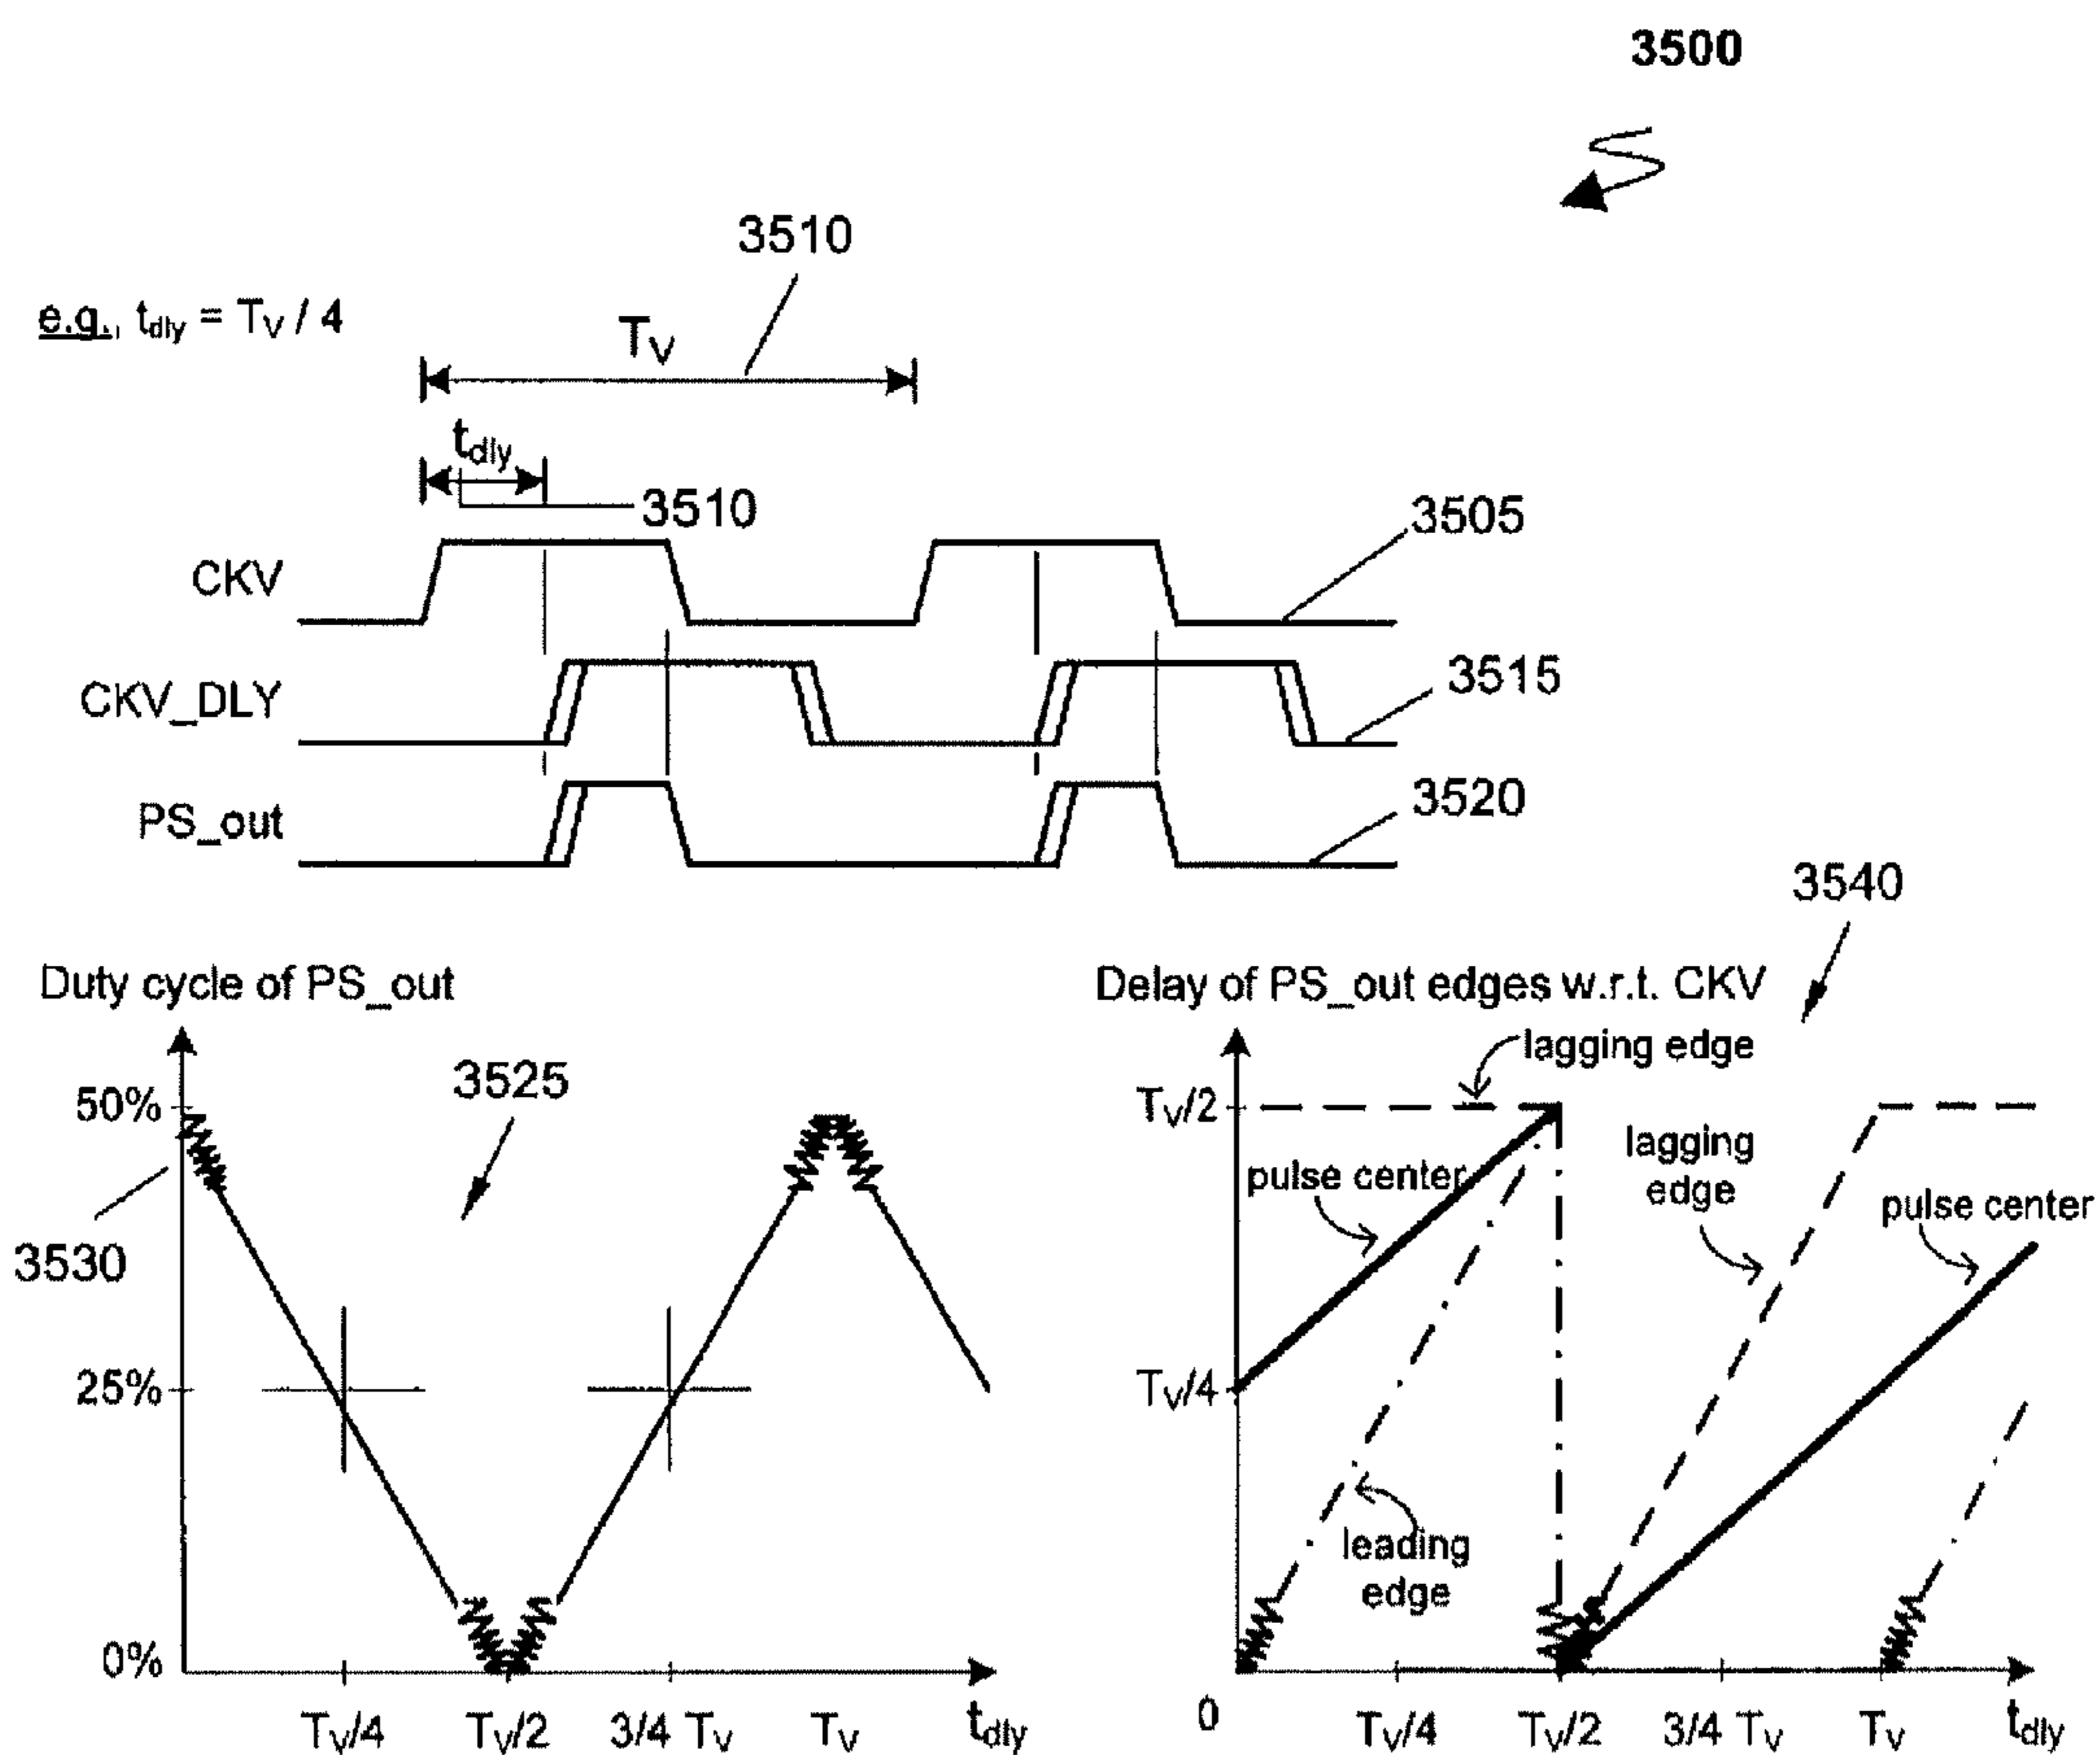 3500
3510
e.g., tdly = TV / 4
TV
tdly
3510
3505
CKV
3515
CKV_DLY
3520
PS_out
3540
Duty cycle of PS_out
Delay of PS_out edges w.r.t. CKV
lagging edge
3525
50%
TV/2
lagging
edge
pulse center
pulse center
3530
25%
TV/4
leading
edge
0%
0
TV/4 TV/2 3/4 TV TV tdly
TV/4 TV/2 3/4 TV TV tdly